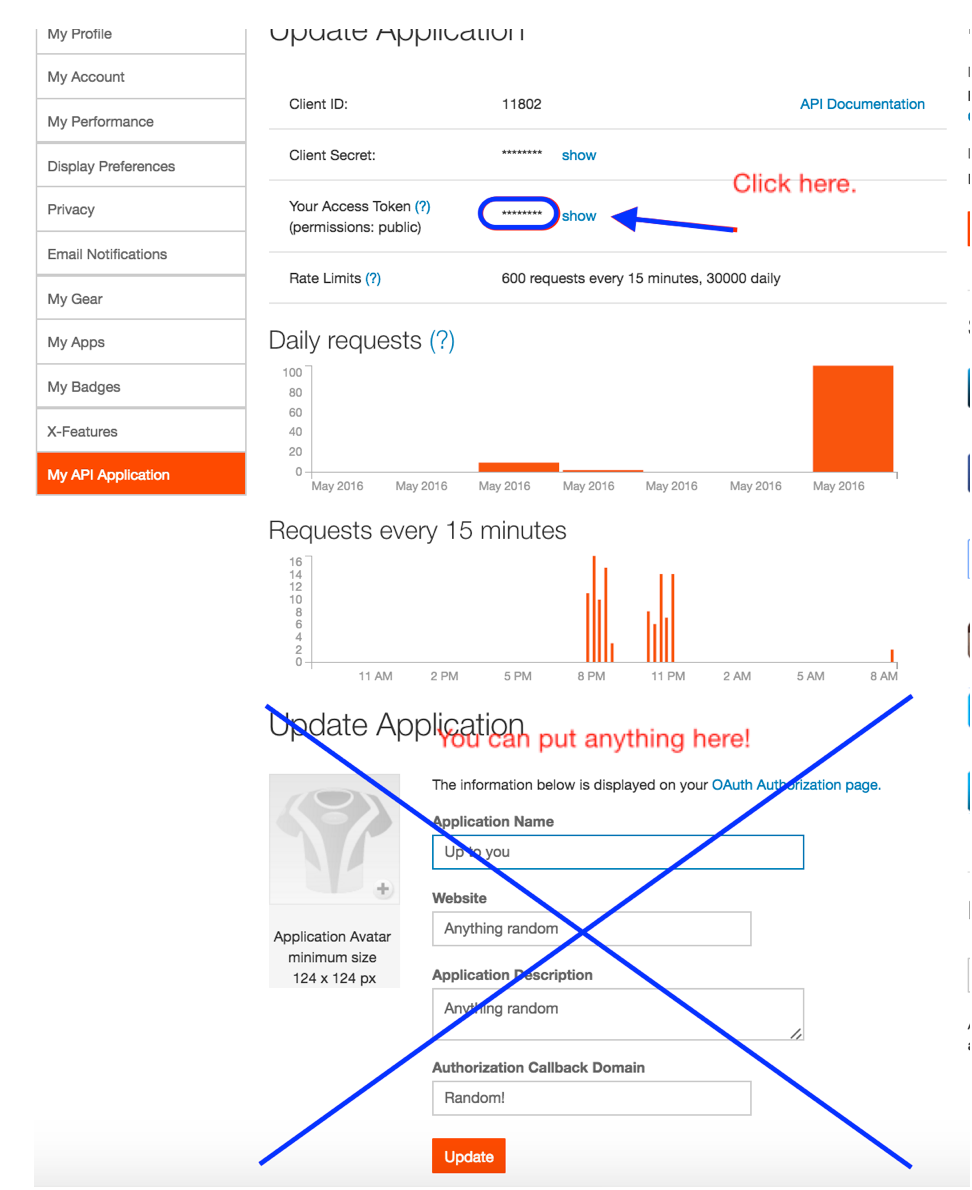 My Profile
My Account
My Performance
Display Preferences
Privacy
Email Notifications
My Gear
My Apps
My Badges
X-Features
My API Application
Update Application
Client ID: 11802 API Documentation
Client Secret: ******** show
Click here.
Your Access Token (?) ******** show
(permissions: public)
Rate Limits (?) 600 requests every 15 minutes, 30000 daily
Daily requests (?)
100
80
60
40
20
0
May 2016 May 2016 May 2016 May 2016 May 2016 May 2016 May 2016
Requests every 15 minutes
16
14
12
10
8
6
4
2
0
11 AM 2 PM 5 PM 8 PM 11 PM 2 AM 5 AM 8 AM
Update Application
You can put anything here!
The information below is displayed on your OAuth Authorization page.
Application Name
Up to you
Website
Anything random
Application Avatar
minimum size
124 x 124 px
Application Description
Anything random
Authorization Callback Domain
Random!
Update